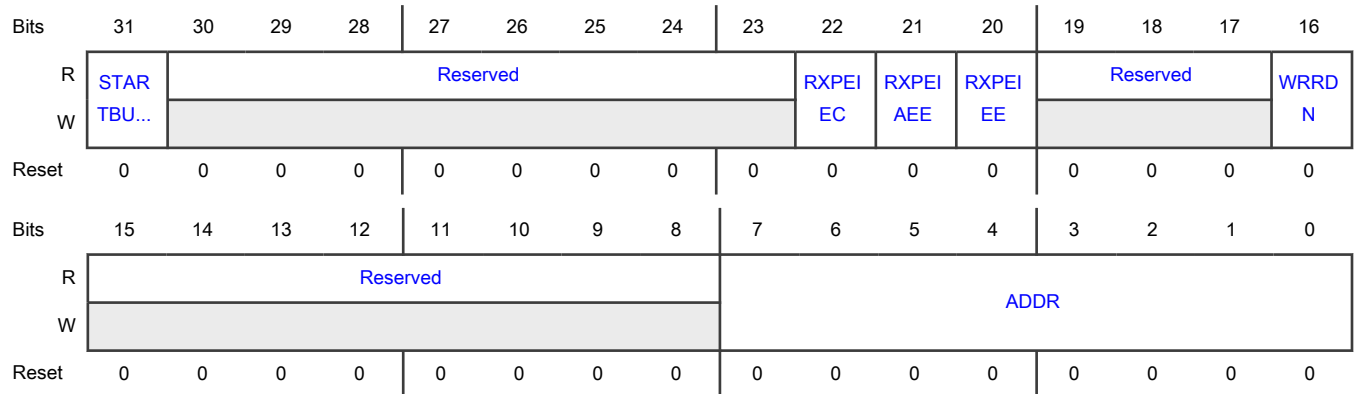 Bits 31 30 29 28 27 26 25 24 23 22 21 20 19 18 17 16
R STAR Reserved RXPEI RXPEI RXPEI Reserved WRRD
W TBU... EC AEE EE N
Reset 0 0 0 0 0 0 0 0 0 0 0 0 0 0 0 0
Bits 15 14 13 12 11 10 9 8 7 6 5 4 3 2 1 0
R Reserved ADDR
W
Reset 0 0 0 0 0 0 0 0 0 0 0 0 0 0 0 0